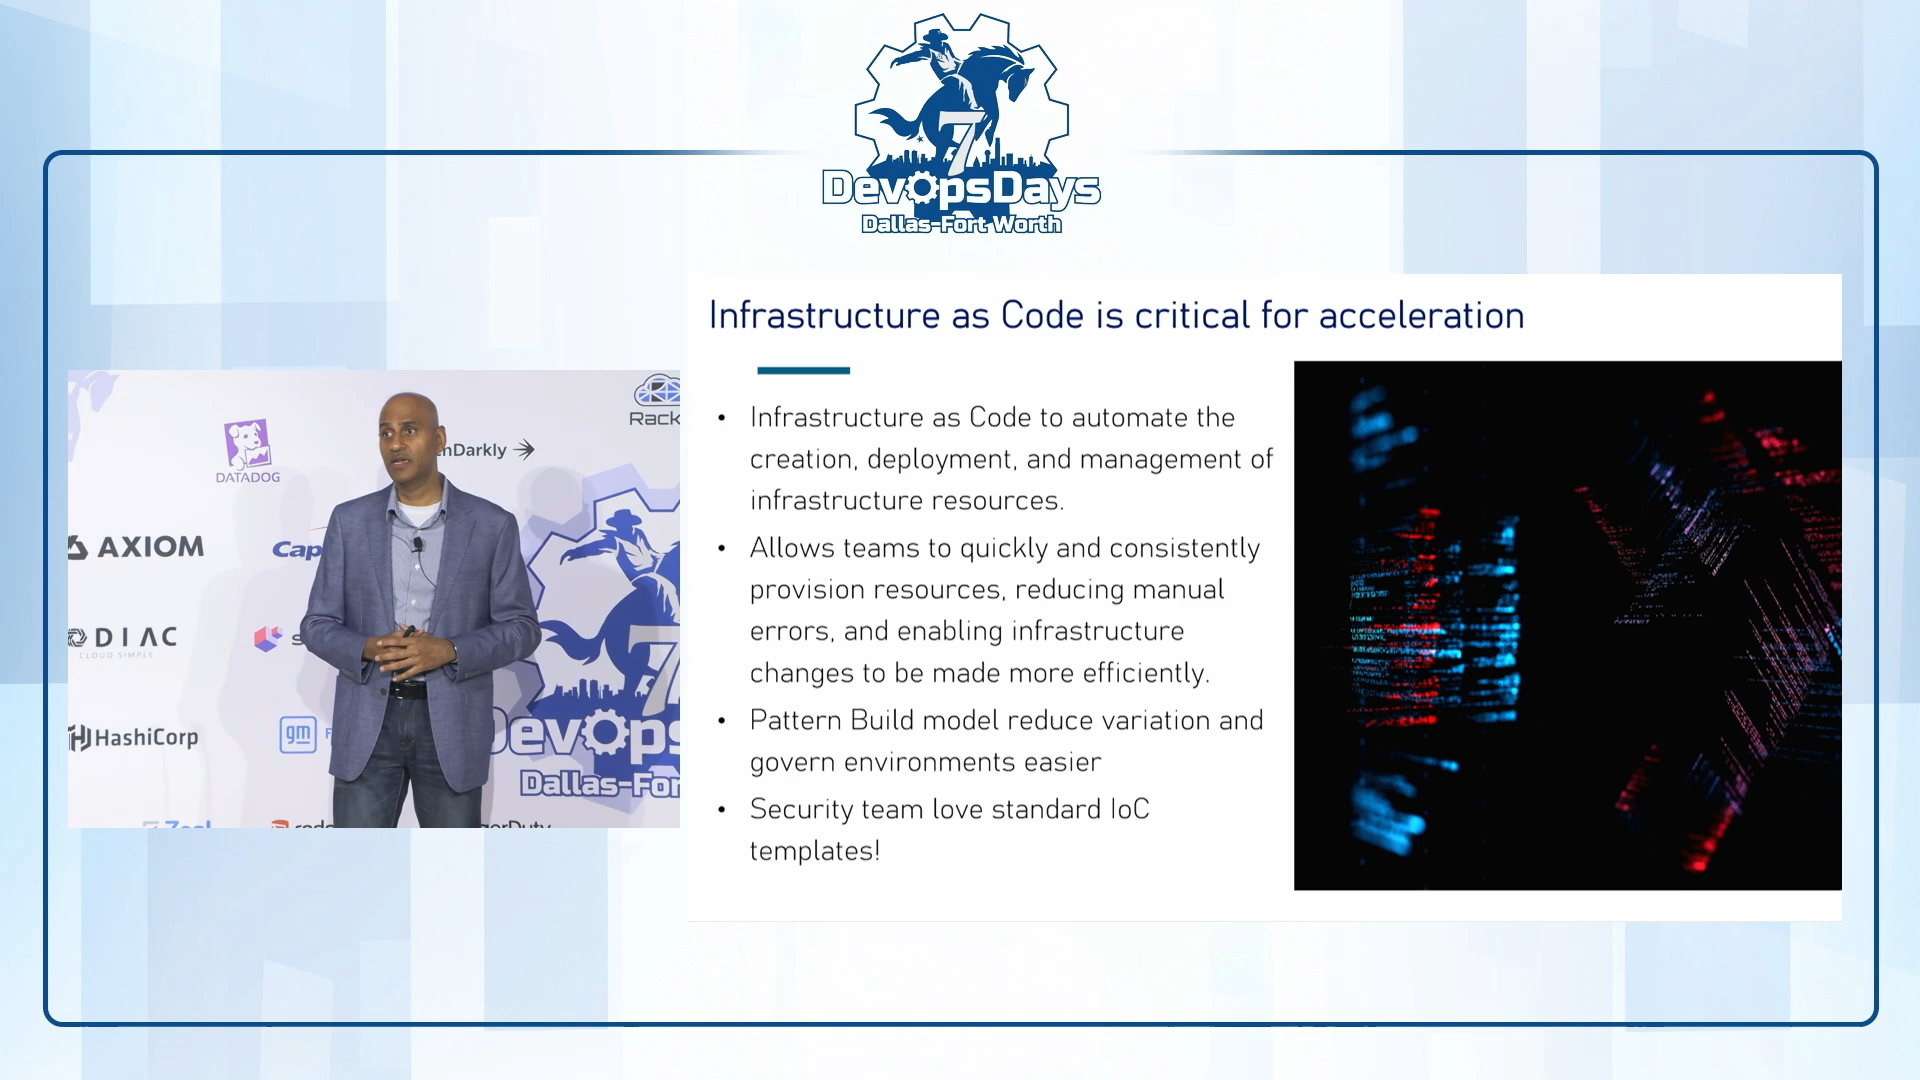 7
DevOpsDays
Dallas-Fort Worth
Infrastructure as Code is critical for acceleration
• Infrastructure as Code to automate the
creation, deployment, and management of
infrastructure resources.
• Allows teams to quickly and consistently
provision resources, reducing manual
errors, and enabling infrastructure
changes to be made more efficiently.
• Pattern Build model reduce variation and
govern environments easier
• Security team love standard IoC
templates!
Rack
DATADOG
nDarkly
AXIOM
Cap
DIAC
CLOUD SIMPLE
S
HashiCorp
gm F
7
DevOps
Dallas-For
gerDuty